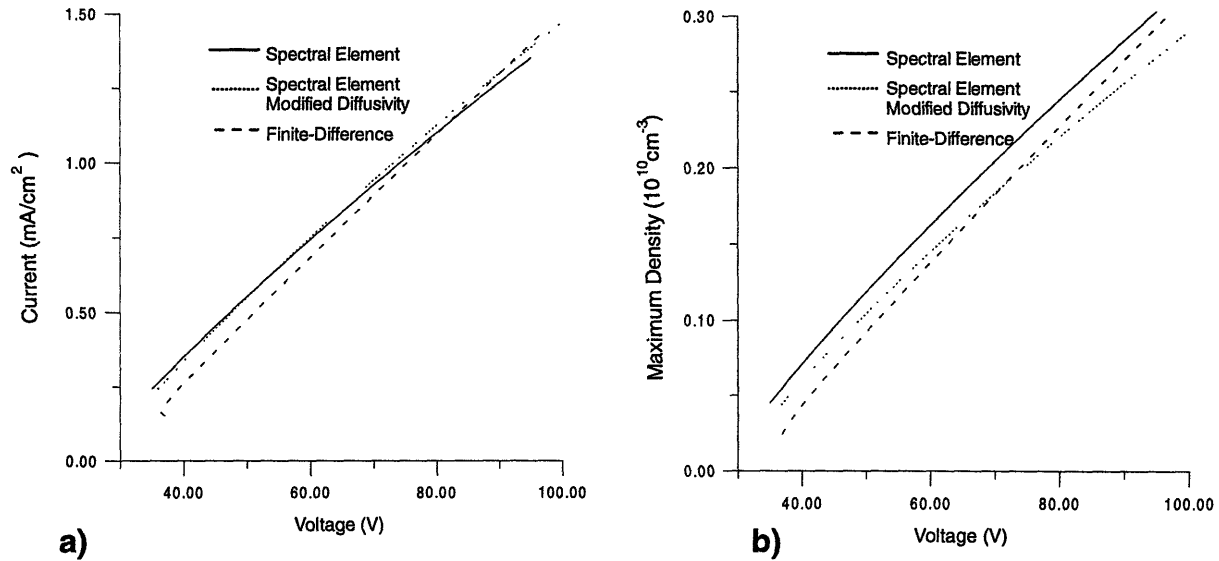 1.50
1.00
0.50
0.00
40.00
60.00
80.00
100.00
Current (mA/cm²)
Voltage (V)
Spectral Element
Spectral Element
Modified Diffusivity
Finite-Difference
a)
0.30
0.20
0.10
0.00
40.00
60.00
80.00
100.00
Maximum Density (10¹⁰cm⁻³)
Voltage (V)
Spectral Element
Spectral Element
Modified Diffusivity
Finite-Difference
b)